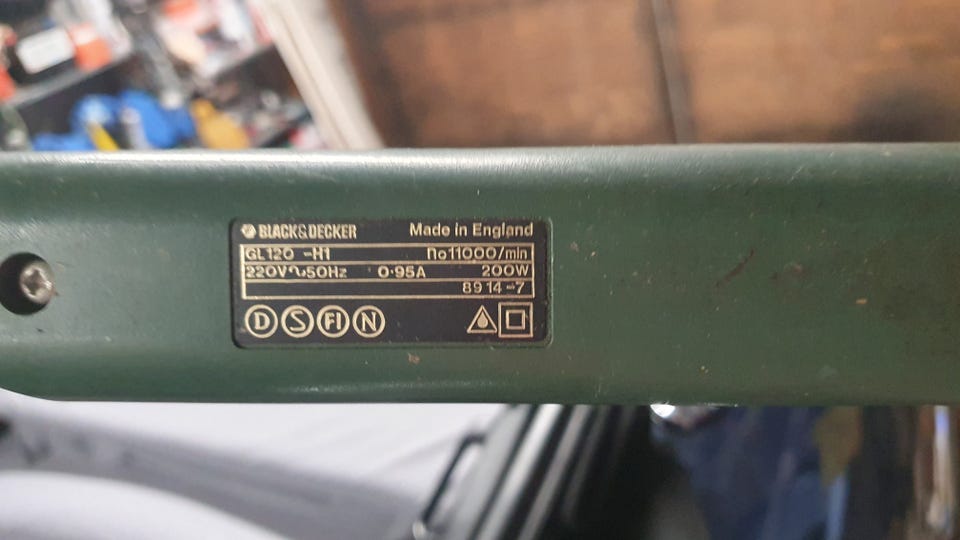 BLACK&DECKER Made in England
GL120 -H1 no11000/min
220V~50Hz 0·95A 200W
8914-7
D S FI N